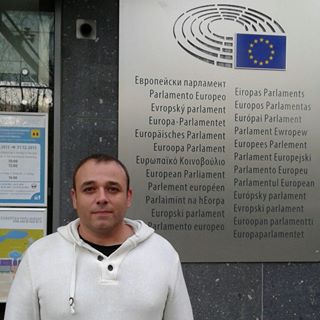 Европейски парламент
Parlamento Europeo
Evropský parlament
Europa-Parlamentet
Europäisches Parlament
Euroopa Parlament
Ευρωπαϊκό Κοινοβούλιο
European Parliament
Parlement européen
Parlaimint na hEorpa
Europski parlament
Parlamento europeo
Eiropas Parlaments
Europos Parlamentas
Európai Parlament
Parlament Ewropew
Europees Parlement
Parlament Europejski
Parlamento Europeu
Parlamentul European
Európsky parlament
Evropski parlament
Euroopan parlamentti
Europaparlamentet